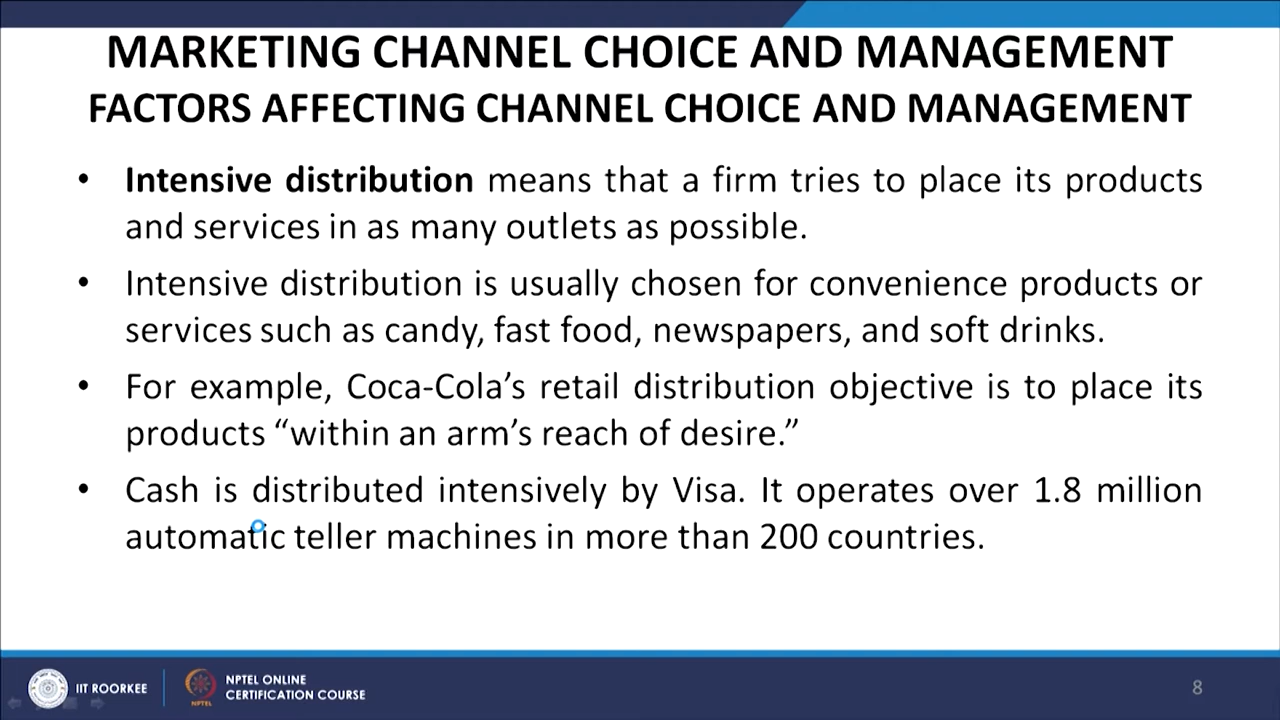 MARKETING CHANNEL CHOICE AND MANAGEMENT
FACTORS AFFECTING CHANNEL CHOICE AND MANAGEMENT
• Intensive distribution means that a firm tries to place its products
and services in as many outlets as possible.
• Intensive distribution is usually chosen for convenience products or
services such as candy, fast food, newspapers, and soft drinks.
• For example, Coca-Cola’s retail distribution objective is to place its
products “within an arm’s reach of desire.”
• Cash is distributed intensively by Visa. It operates over 1.8 million
automatic teller machines in more than 200 countries.
IIT ROORKEE
NPTEL
NPTEL ONLINE
CERTIFICATION COURSE
8